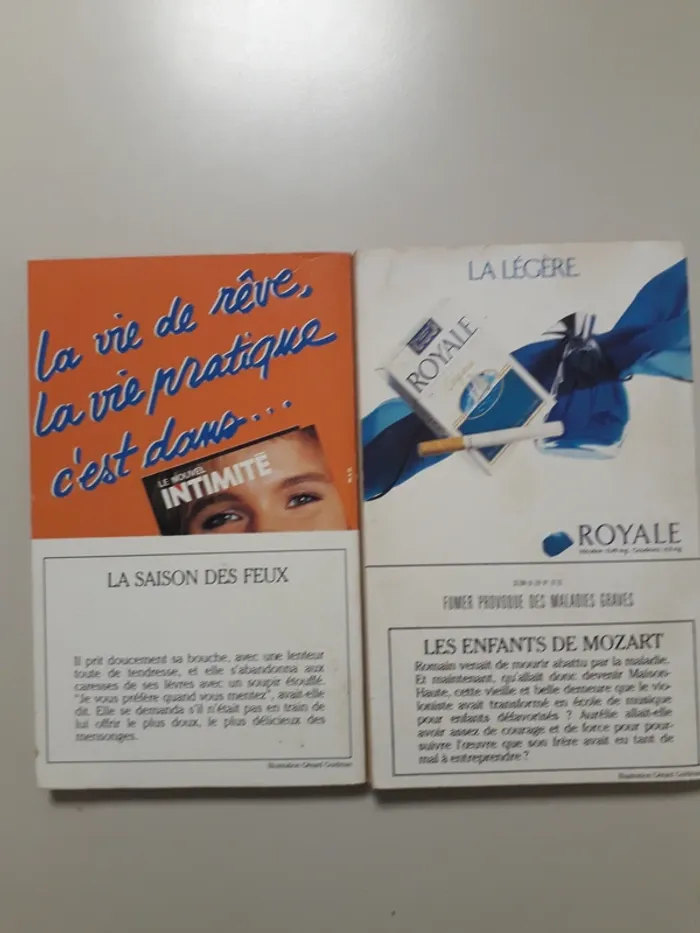 la vie de rêve,
la vie pratique
c'est dans...
LE NOUVEL
INTIMITÉ
LA SAISON DES FEUX
Il prit doucement sa bouche, avec une lenteur
toute de tendresse, et elle s'abandonna aux
caresses de ses lèvres avec un soupir étouffé.
"Je vous préfère quand vous mentez", avait-elle
dit. Elle se demanda s'il n'était pas en train de
lui offrir le plus doux, le plus délicieux des
mensonges.
Illustration Gérard
LA LÉGÈRE
ROYALE
ROYALE
FUMER PROVOQUE DES MALADIES GRAVES
LES ENFANTS DE MOZART
Romain venait de mourir abattu par la maladie.
Et maintenant, qu'allait donc devenir Maison-
Haute, cette vieille et belle demeure que le vio-
loniste avait transformé en école de musique
pour enfants défavorisés ? Aurélie allait-elle
avoir assez de courage et de force pour pour-
suivre l'œuvre que son frère avait eu tant de
mal à entreprendre ?
Illustration Gérard